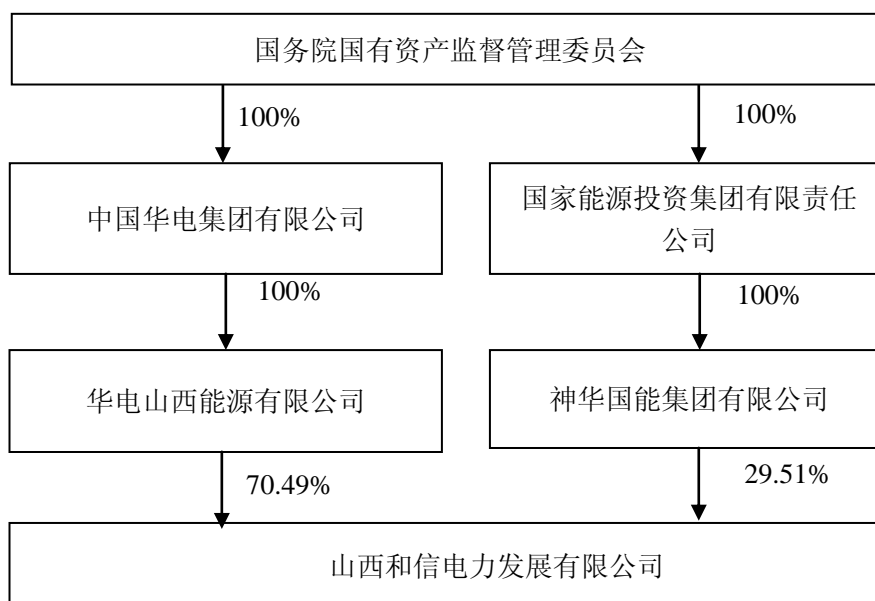 国务院国有资产监督管理委员会
100%
100%
中国华电集团有限公司
国家能源投资集团有限责任
公司
100%
100%
华电山西能源有限公司
神华国能集团有限公司
70.49%
29.51%
山西和信电力发展有限公司